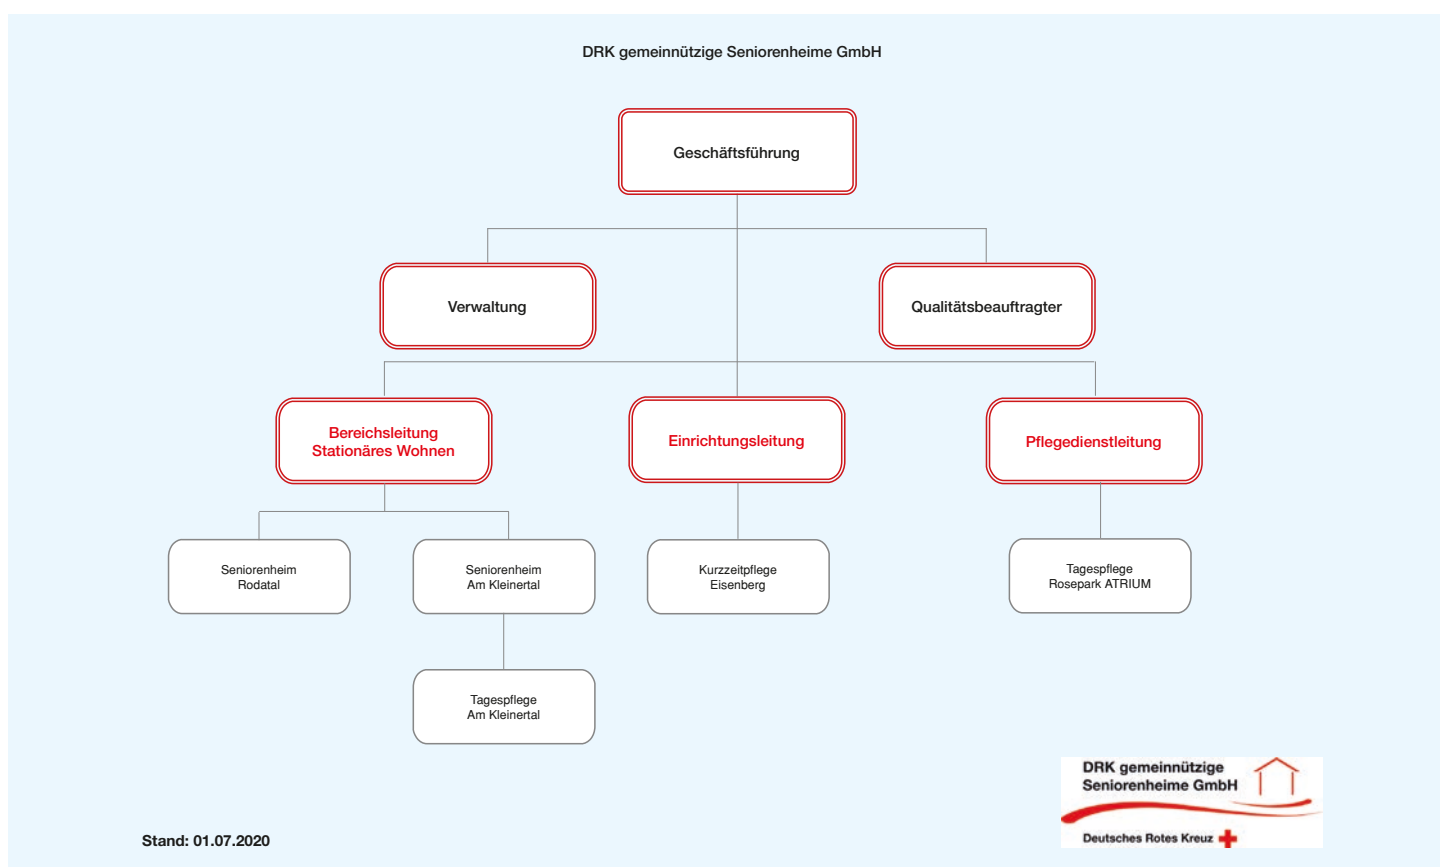 DRK gemeinnützige Seniorenheime GmbH
Geschäftsführung
Verwaltung
Qualitätsbeauftragter
Bereichsleitung
Stationäres Wohnen
Einrichtungsleitung
Pflegedienstleitung
Seniorenheim
Rodatal
Seniorenheim
Am Kleinertal
Kurzzeitpflege
Eisenberg
Tagespflege
Rosepark ATRIUM
Tagespflege
Am Kleinertal
DRK gemeinnützige
Seniorenheime GmbH
Deutsches Rotes Kreuz
Stand: 01.07.2020